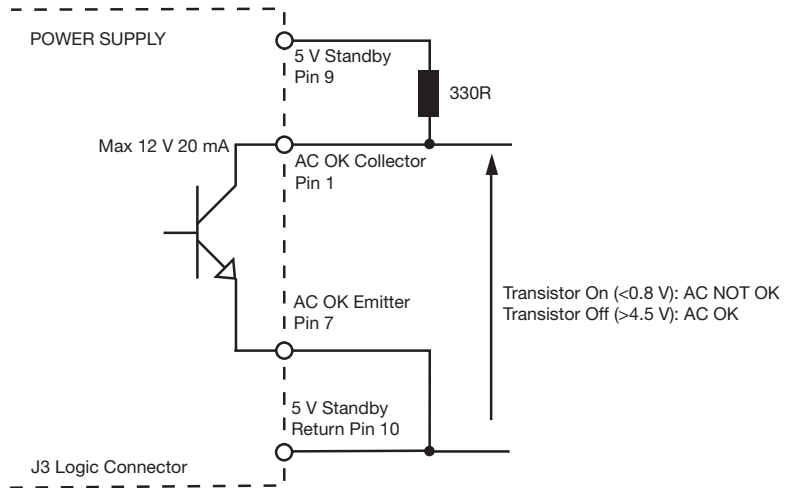 POWER SUPPLY
5 V Standby
Pin 9
330R
Max 12 V 20 mA
AC OK Collector
Pin 1
Transistor On (<0.8 V): AC NOT OK
Transistor Off (>4.5 V): AC OK
AC OK Emitter
Pin 7
5 V Standby
Return Pin 10
J3 Logic Connector